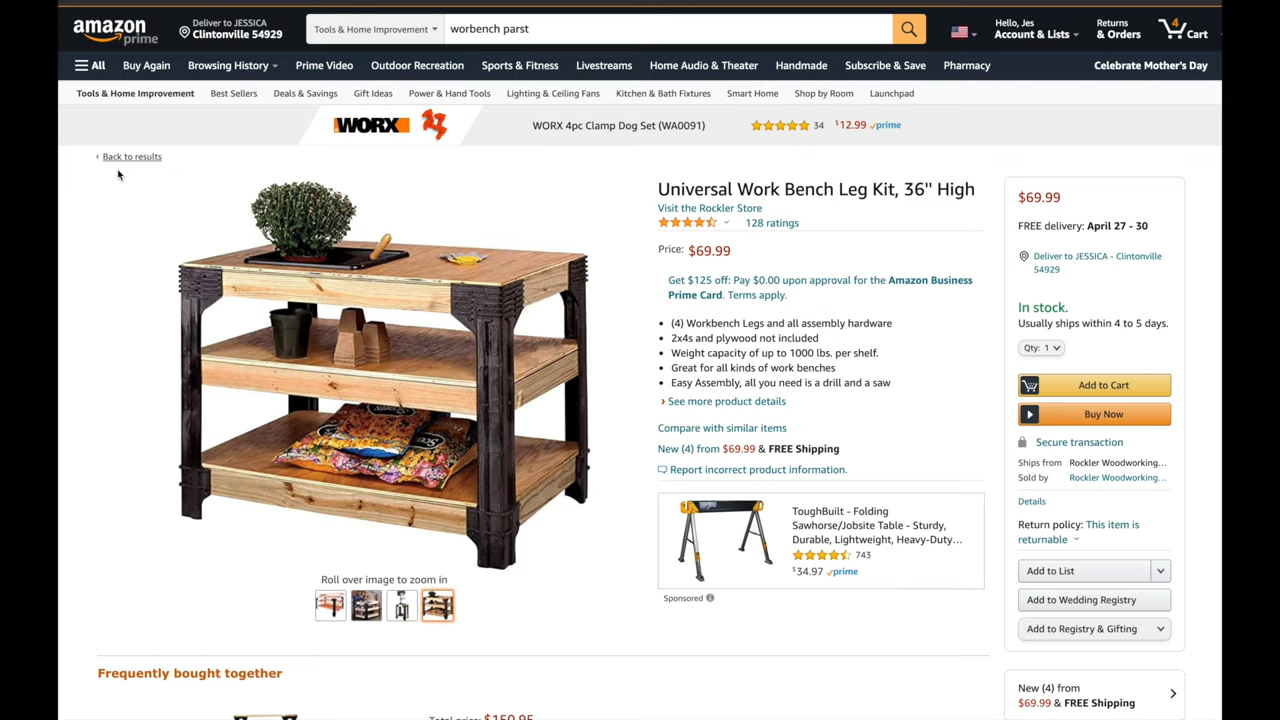 amazon
prime
Deliver to JESSICA
Clintonville 54929
Tools & Home Improvement
worbench parst
Hello, Jes
Account & Lists
Returns
& Orders
4
Cart
All
Buy Again
Browsing History
Prime Video
Outdoor Recreation
Sports & Fitness
Livestreams
Home Audio & Theater
Handmade
Subscribe & Save
Pharmacy
Celebrate Mother's Day
Tools & Home Improvement
Best Sellers
Deals & Savings
Gift Ideas
Power & Hand Tools
Lighting & Ceiling Fans
Kitchen & Bath Fixtures
Smart Home
Shop by Room
Launchpad
WORX
WORX 4pc Clamp Dog Set (WA0091)
34
$12.99 prime
‹ Back to results
Universal Work Bench Leg Kit, 36'' High
Visit the Rockler Store
128 ratings
Price: $69.99
Get $125 off: Pay $0.00 upon approval for the Amazon Business
Prime Card. Terms apply.
• (4) Workbench Legs and all assembly hardware
• 2x4s and plywood not included
• Weight capacity of up to 1000 lbs. per shelf.
• Great for all kinds of work benches
• Easy Assembly, all you need is a drill and a saw
› See more product details
Compare with similar items
New (4) from $69.99 & FREE Shipping
Report incorrect product information.
ToughBuilt - Folding
Sawhorse/Jobsite Table - Sturdy,
Durable, Lightweight, Heavy-Duty...
743
$34.97 prime
Sponsored
Roll over image to zoom in
$69.99
FREE delivery: April 27 - 30
Deliver to JESSICA - Clintonville
54929
In stock.
Usually ships within 4 to 5 days.
Qty: 1
Add to Cart
Buy Now
Secure transaction
Ships from Rockler Woodworking...
Sold by Rockler Woodworking...
Details
Return policy: This item is
returnable
Add to List
Add to Wedding Registry
Add to Registry & Gifting
New (4) from
$69.99 & FREE Shipping
Frequently bought together
Total price: $150.95